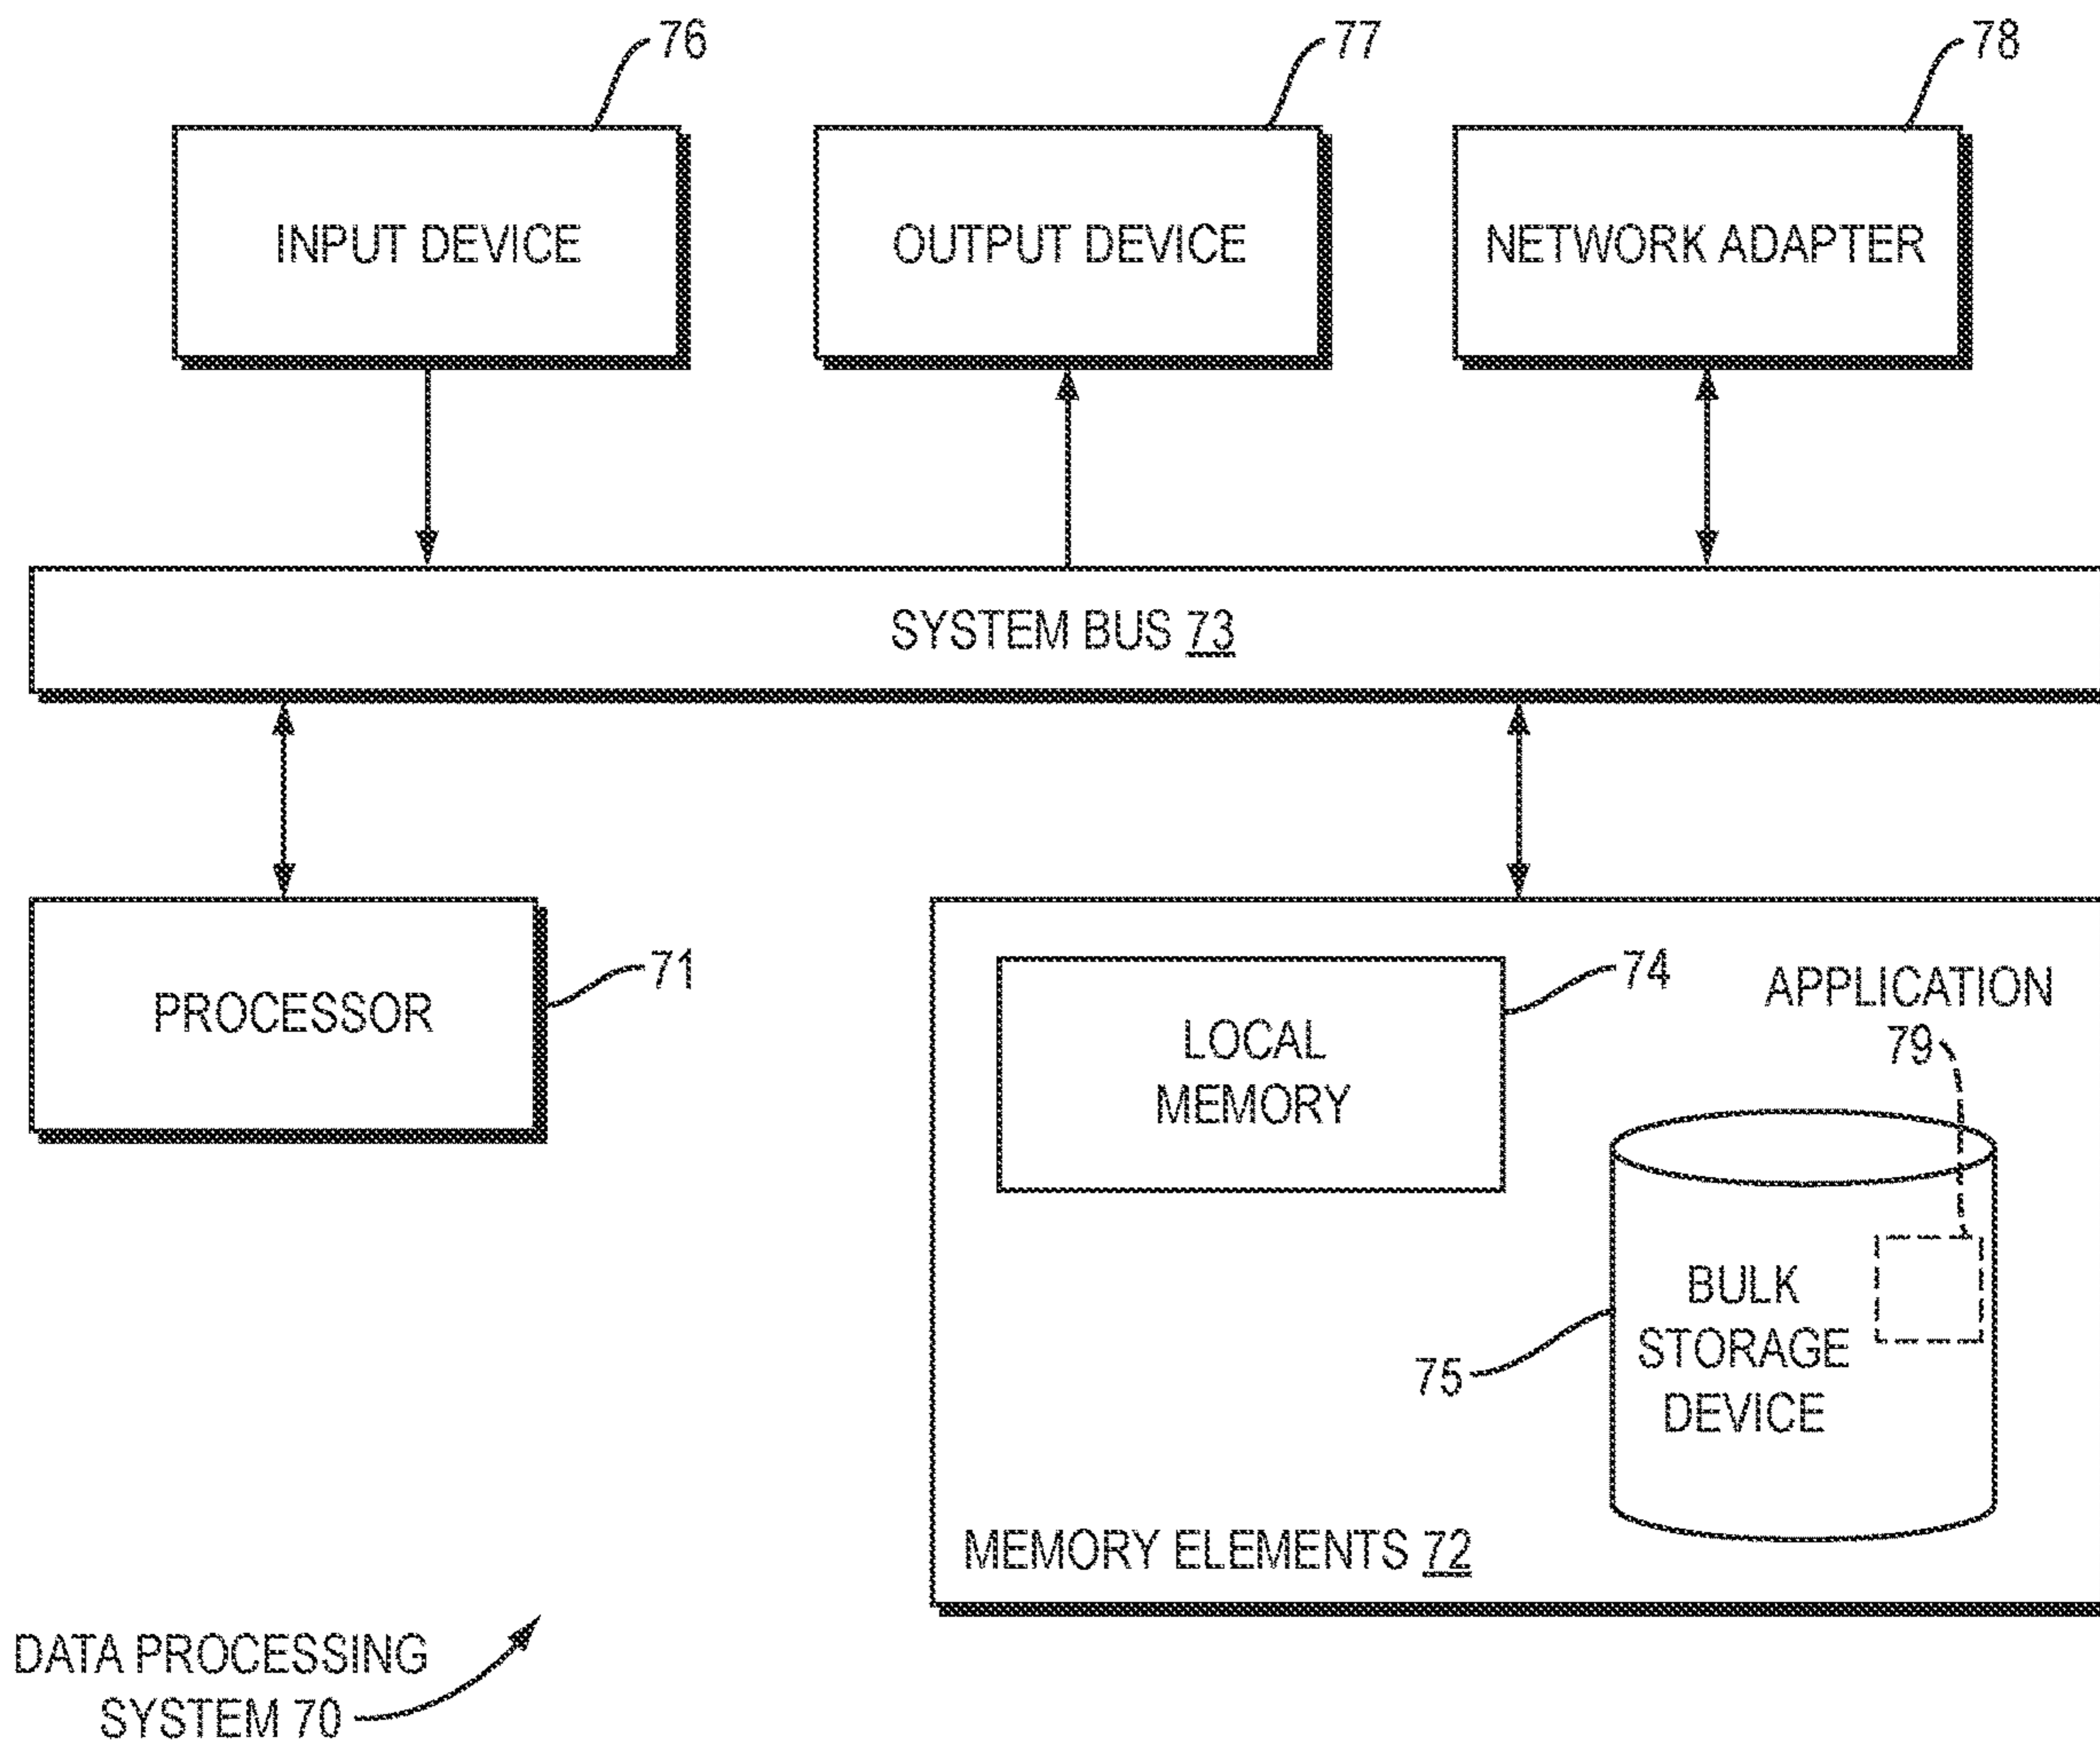 76
77
78
INPUT DEVICE
OUTPUT DEVICE
NETWORK ADAPTER
SYSTEM BUS 73
PROCESSOR
71
LOCAL
MEMORY
74
APPLICATION
79
BULK
STORAGE
DEVICE
75
MEMORY ELEMENTS 72
DATA PROCESSING
SYSTEM 70